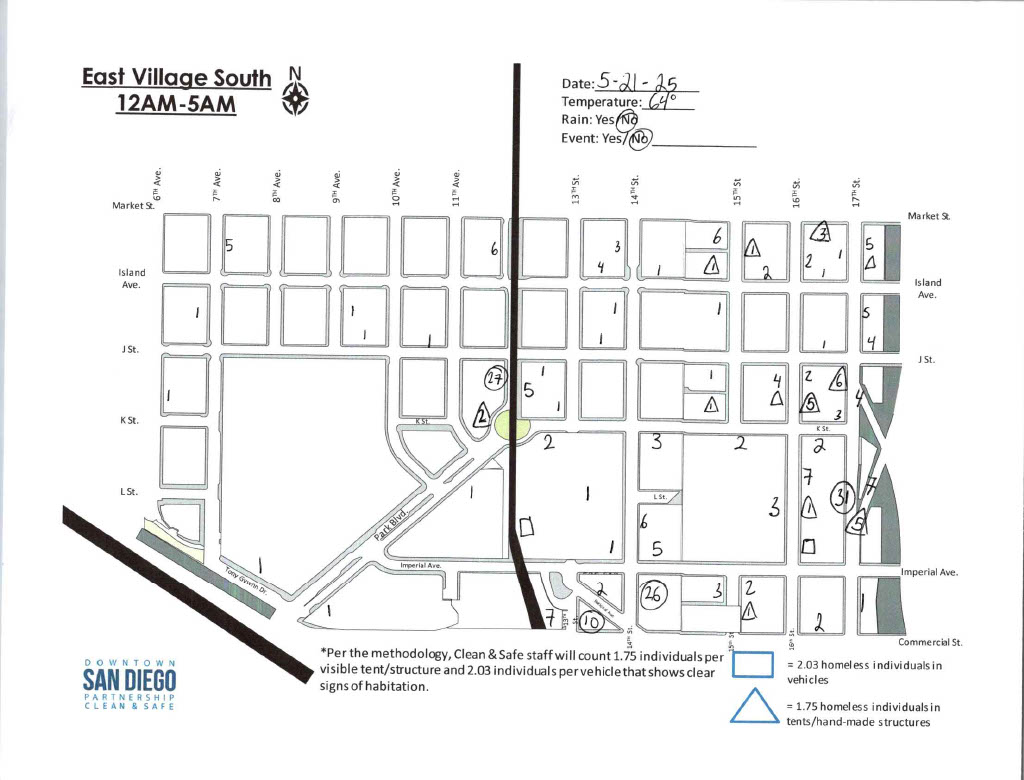 East Village South
12AM-5AM
N
Date: 5-21-25
Temperature: 64°
Rain: Yes/No
Event: Yes/No
6TH Ave.
7TH Ave.
8TH Ave.
9TH Ave.
10TH Ave.
11TH Ave.
13TH St.
14TH St.
15TH St
16TH St.
17TH St.
Market St.
Market St.
5
6
3
4
1
6
1
1
2
3
2
1
1
5
Island
Ave.
Island
Ave.
1
1
1
1
1
1
1
1
5
4
J St.
J St.
1
27
2
1
5
1
1
1
4
2
6
5
3
4
K St.
K St.
K St.
2
3
2
2
7
1
31
7
5
L St.
L St.
1
1
3
6
5
1
1
Park Blvd.
Tony Gywnn Dr.
Imperial Ave.
Imperial Ave.
1
7
13TH St.
2
National Ave
10
14TH St.
26
3
2
1
15th St
2
16th St.
1
Commercial St.
DOWNTOWN
SAN DIEGO
PARTNERSHIP
CLEAN & SAFE
*Per the methodology, Clean & Safe staff will count 1.75 individuals per
visible tent/structure and 2.03 individuals per vehicle that shows clear
signs of habitation.
= 2.03 homeless individuals in
vehicles
= 1.75 homeless individuals in
tents/hand-made structures